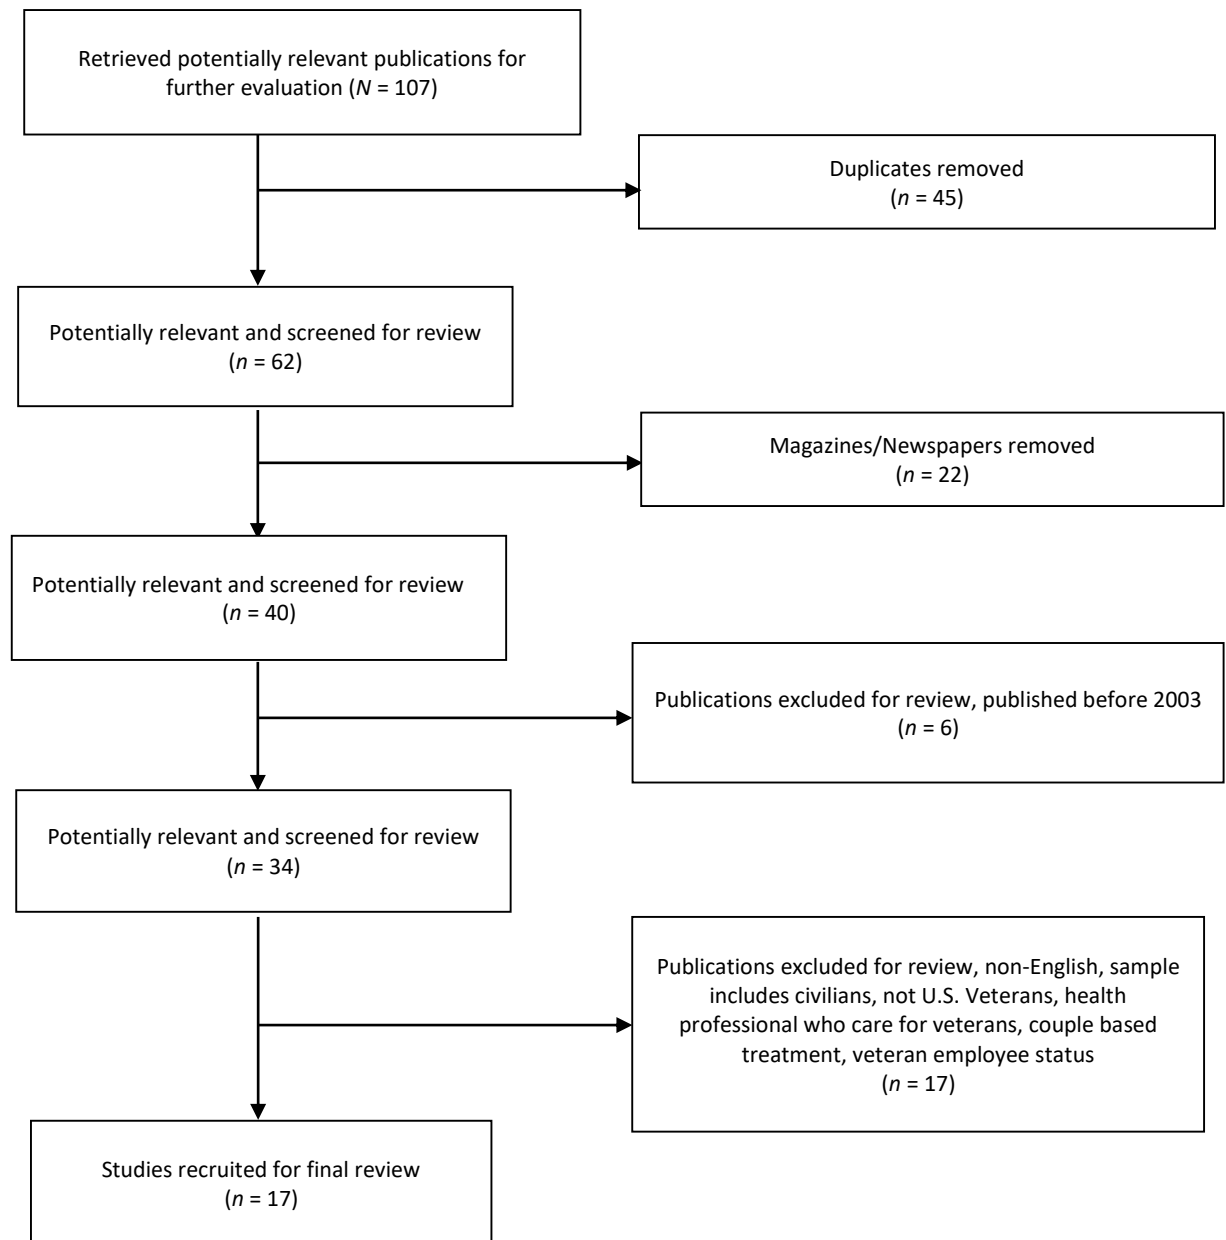 Retrieved potentially relevant publications for
further evaluation (N = 107)
Duplicates removed
(n = 45)
Potentially relevant and screened for review
(n = 62)
Magazines/Newspapers removed
(n = 22)
Potentially relevant and screened for review
(n = 40)
Publications excluded for review, published before 2003
(n = 6)
Potentially relevant and screened for review
(n = 34)
Publications excluded for review, non-English, sample
includes civilians, not U.S. Veterans, health
professional who care for veterans, couple based
treatment, veteran employee status
(n = 17)
Studies recruited for final review
(n = 17)